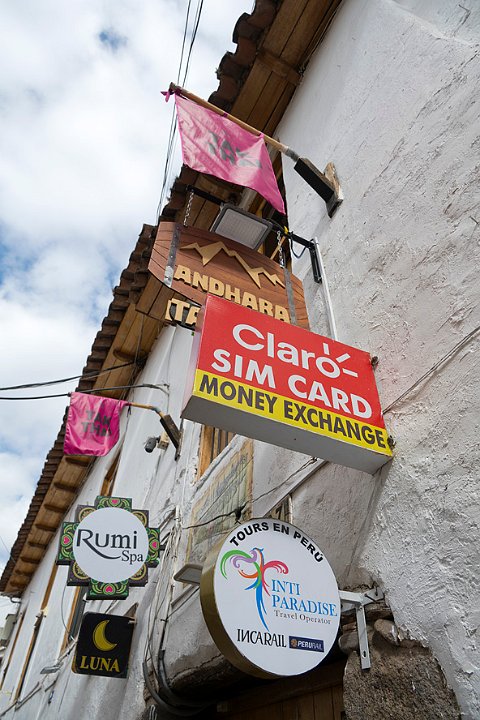 ANDHARA
Claro
SIM CARD
MONEY EXCHANGE
Rumi
Spa
LUNA
TOURS EN PERU
INTI
PARADISE
Travel Operator
INCARAIL
PERURAIL